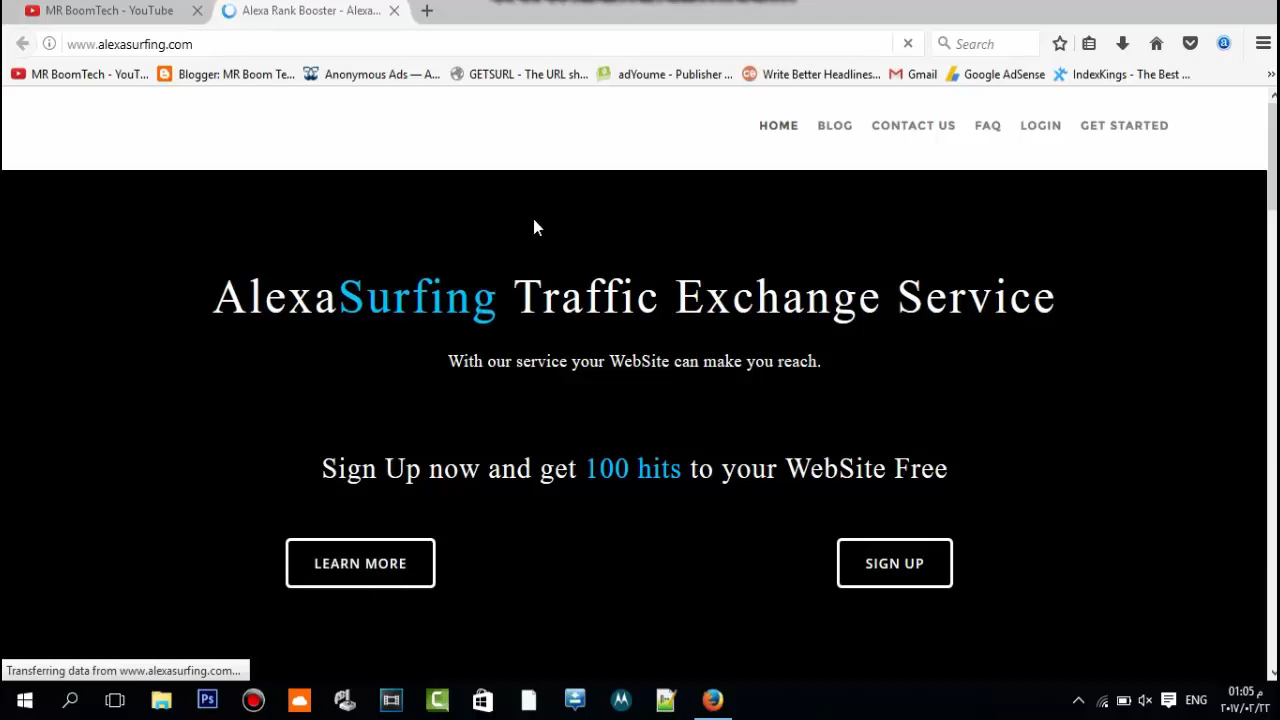 MR BoomTech - YouTube
Alexa Rank Booster - Alexa...
www.alexasurfing.com
Search
MR BoomTech - YouT...
Blogger: MR Boom Te...
Anonymous Ads — A...
GETSURL - The URL sh...
adYoume - Publisher ...
Write Better Headlines...
Gmail
Google AdSense
IndexKings - The Best ...
HOME
BLOG
CONTACT US
FAQ
LOGIN
GET STARTED
AlexaSurfing Traffic Exchange Service
With our service your WebSite can make you reach.
Sign Up now and get 100 hits to your WebSite Free
LEARN MORE
SIGN UP
Transferring data from www.alexasurfing.com...
Ps
ENG
01:05 م
٢٠١٧/٠٢/٢٢